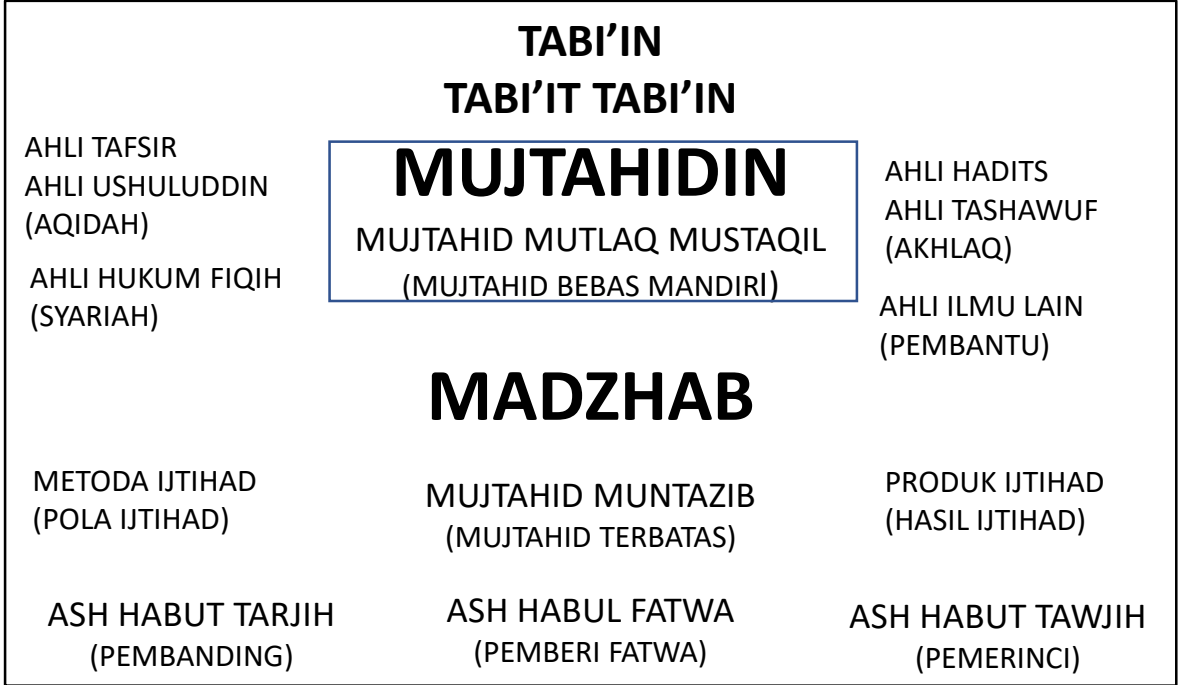 TABI’IN
TABI’IT TABI’IN
AHLI TAFSIR
AHLI USHULUDDIN
(AQIDAH)
AHLI HUKUM FIQIH
(SYARIAH)
MUJTAHIDIN
MUJTAHID MUTLAQ MUSTAQIL
(MUJTAHID BEBAS MANDIRI)
AHLI HADITS
AHLI TASHAWUF
(AKHLAQ)
AHLI ILMU LAIN
(PEMBANTU)
MADZHAB
METODA IJTIHAD
(POLA IJTIHAD)
MUJTAHID MUNTAZIB
(MUJTAHID TERBATAS)
PRODUK IJTIHAD
(HASIL IJTIHAD)
ASH HABUT TARJIH
(PEMBANDING)
ASH HABUL FATWA
(PEMBERI FATWA)
ASH HABUT TAWJIH
(PEMERINCI)